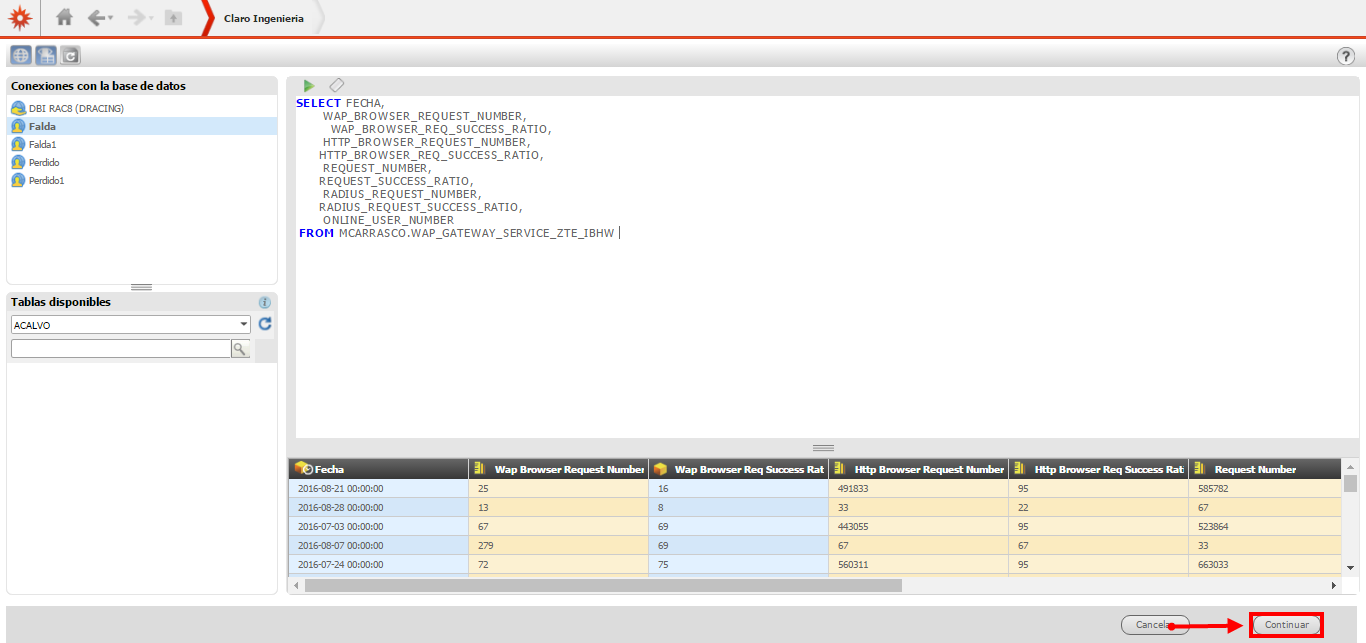 Claro Ingenieria
?
Conexiones con la base de datos
DBI RAC8 (DRACING)
Falda
Falda1
Perdido
Perdido1
Tablas disponibles
ACALVO
SELECT FECHA,
WAP_BROWSER_REQUEST_NUMBER,
WAP_BROWSER_REQ_SUCCESS_RATIO,
HTTP_BROWSER_REQUEST_NUMBER,
HTTP_BROWSER_REQ_SUCCESS_RATIO,
REQUEST_NUMBER,
REQUEST_SUCCESS_RATIO,
RADIUS_REQUEST_NUMBER,
RADIUS_REQUEST_SUCCESS_RATIO,
ONLINE_USER_NUMBER
FROM MCARRASCO.WAP_GATEWAY_SERVICE_ZTE_IBHW
Fecha Wap Browser Request Number Wap Browser Req Success Rat Http Browser Request Number Http Browser Req Success Rati Request Number
2016-08-21 00:00:00 25 16 491833 95 585782
2016-08-28 00:00:00 13 8 33 22 67
2016-07-03 00:00:00 67 69 443055 95 523864
2016-08-07 00:00:00 279 69 67 67 33
2016-07-24 00:00:00 72 75 560311 95 663033
Cancela Continuar